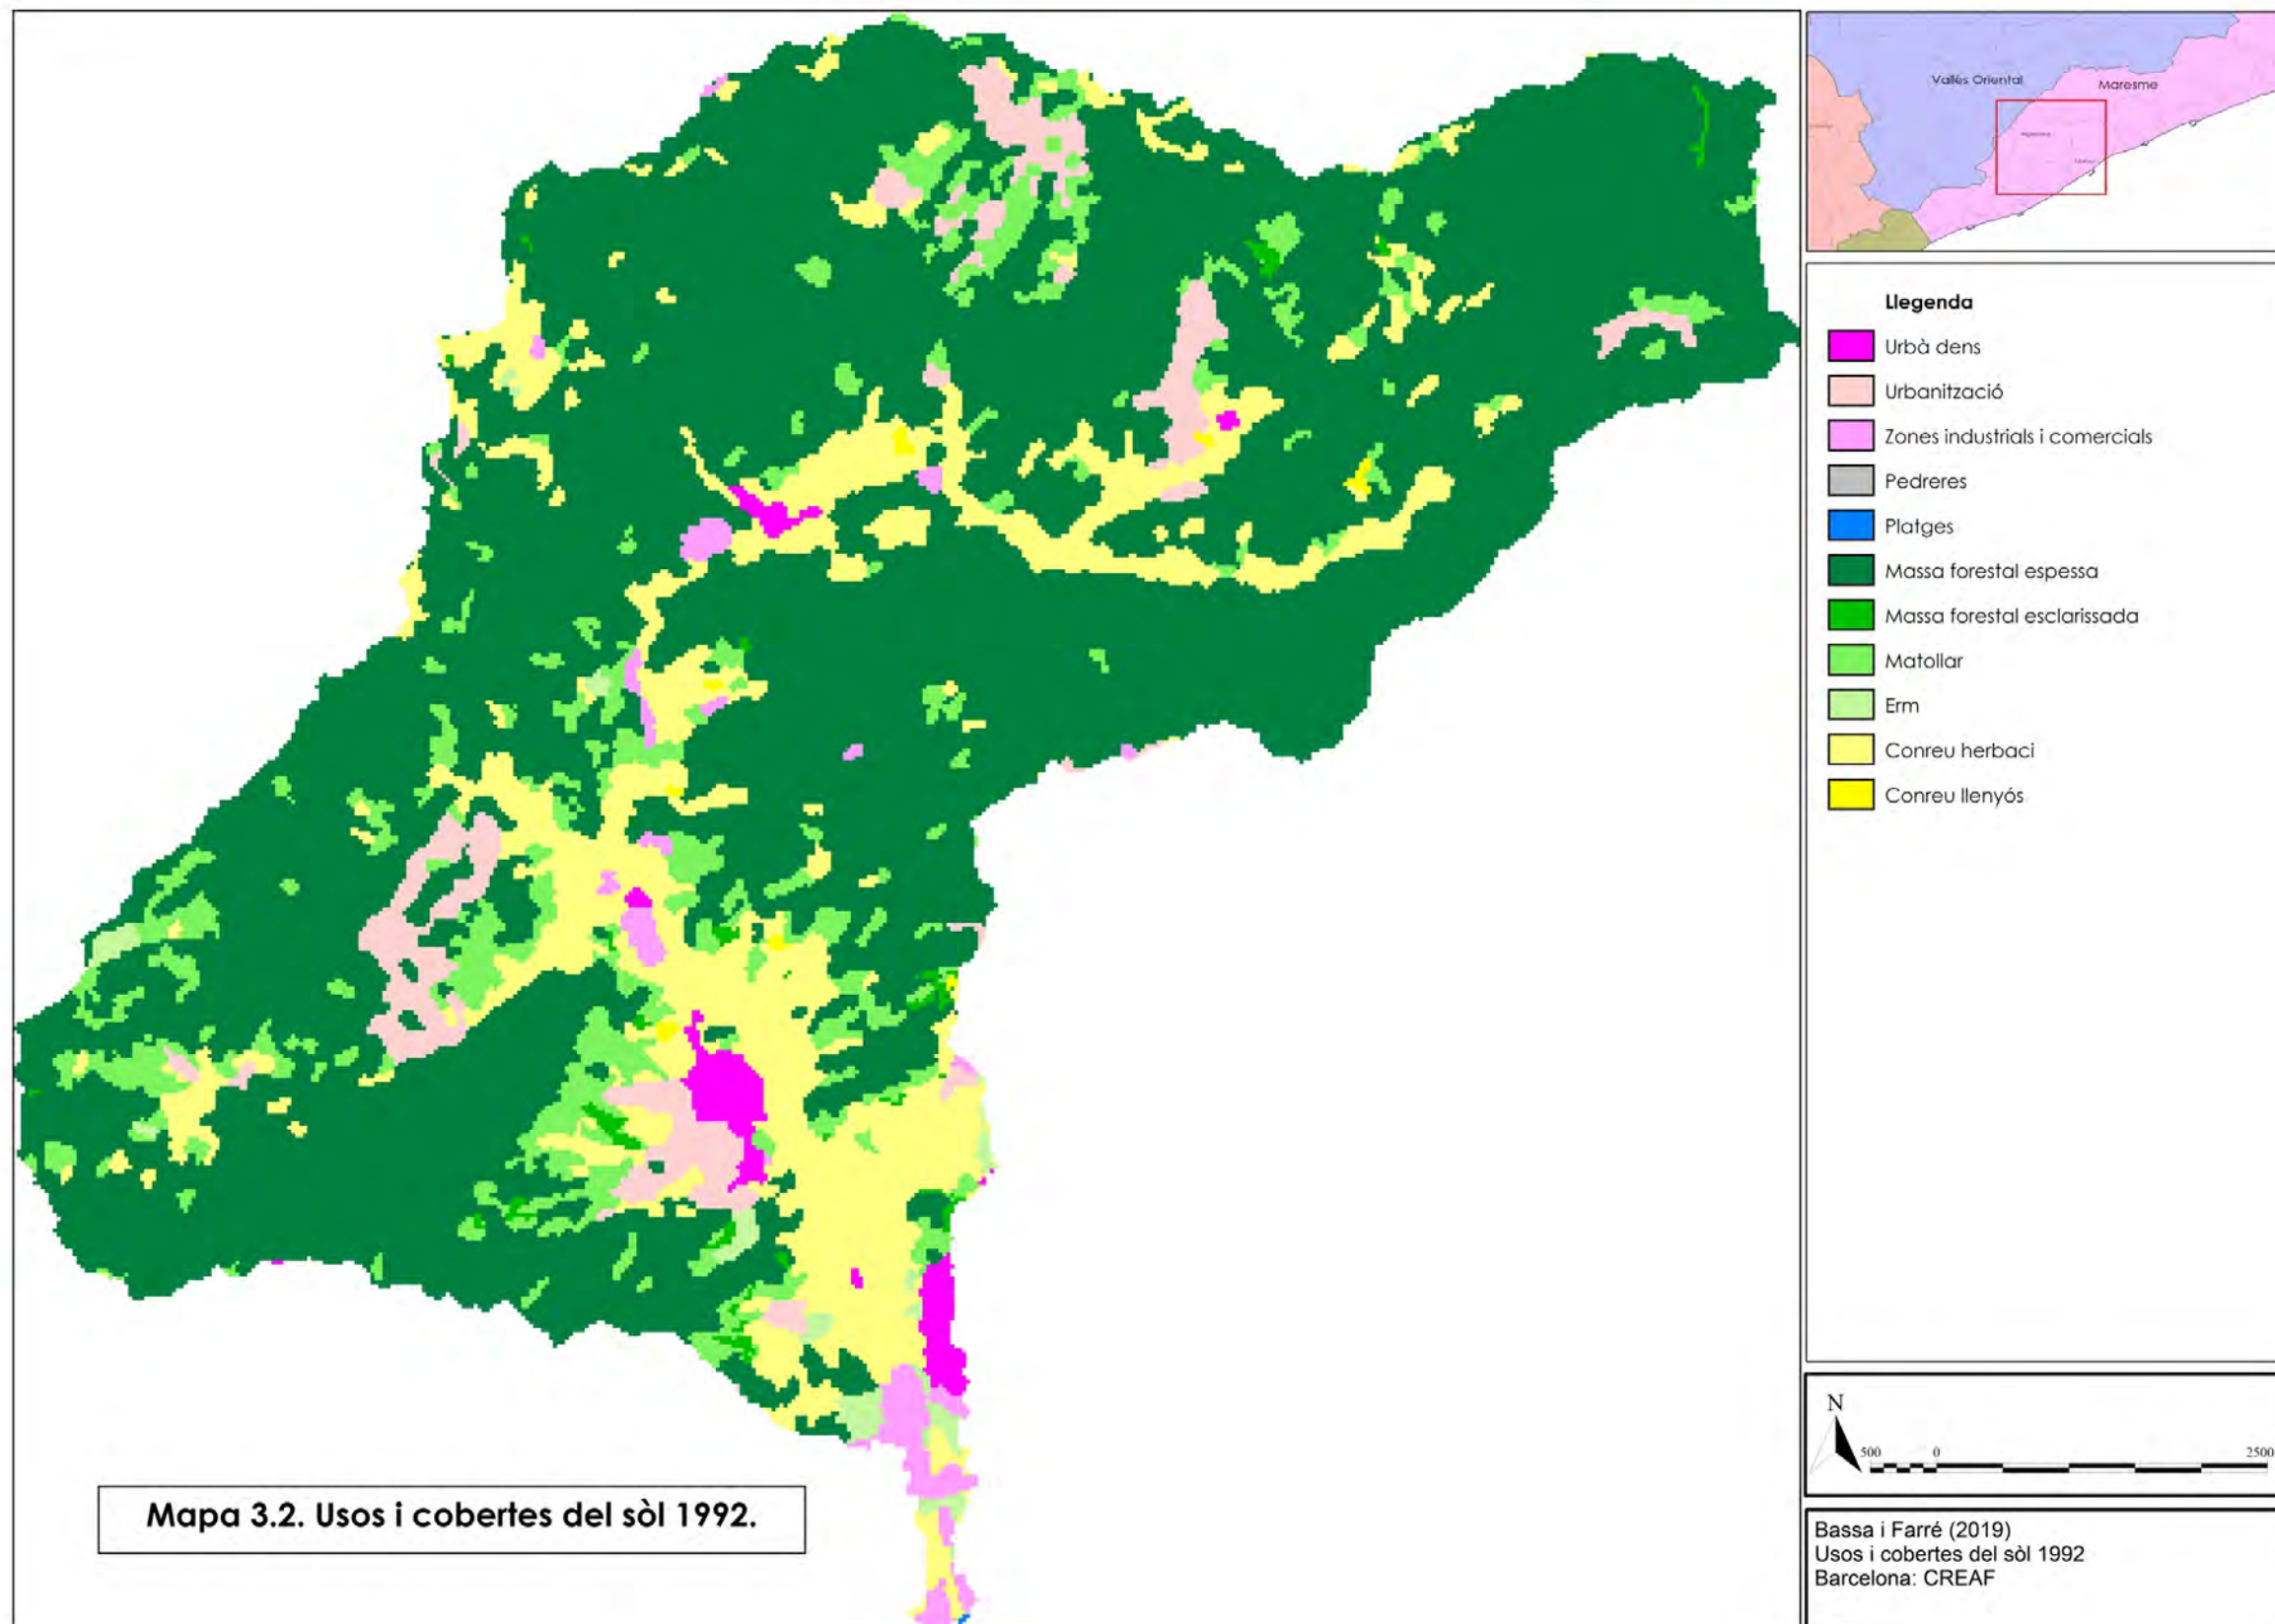 Vallès Oriental
Maresme
Llegenda
Urbà dens
Urbanització
Zones industrials i comercials
Pedreres
Platges
Massa forestal espessa
Massa forestal esclarissada
Matollar
Erm
Conreu herbaci
Conreu llenyós
N
500 0 2500
Mapa 3.2. Usos i cobertes del sòl 1992.
Bassa i Farré (2019)
Usos i cobertes del sòl 1992
Barcelona: CREAF